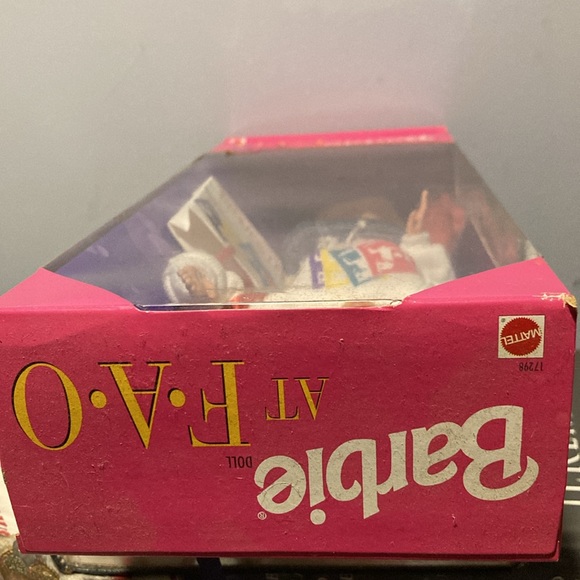 Barbie®
DOLL
AT F•A•O
17298
MATTEL
®